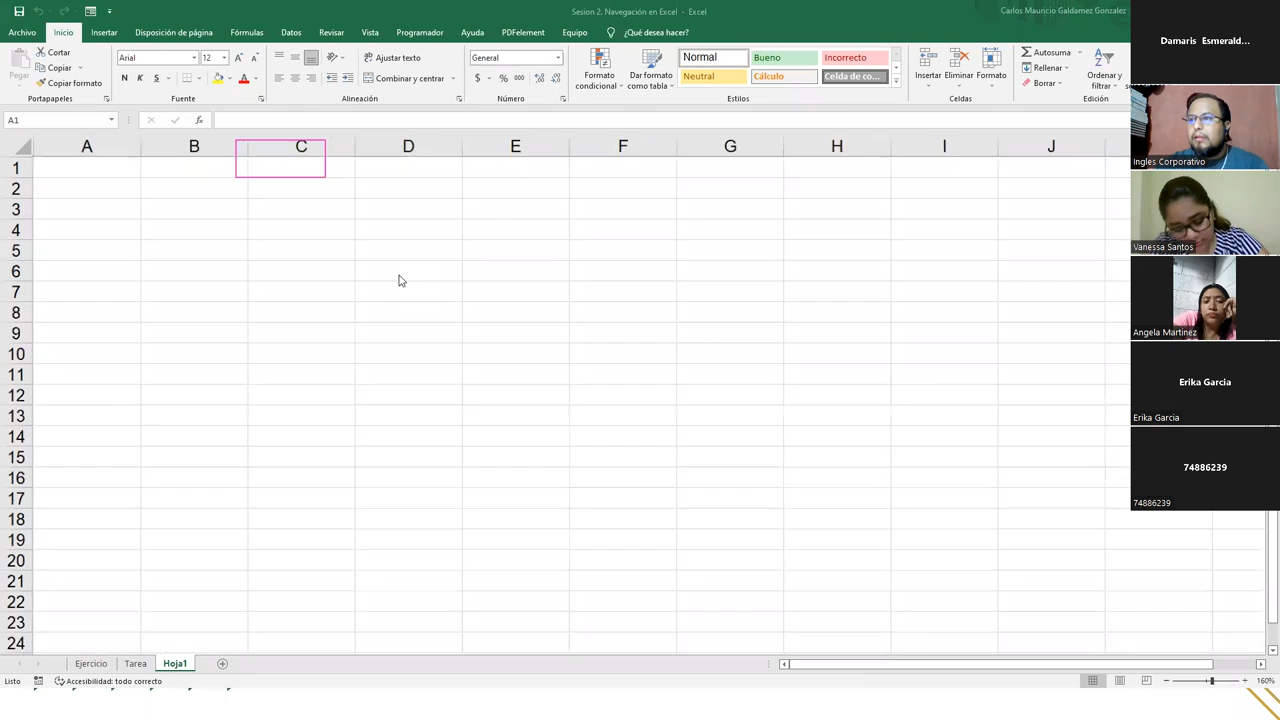 Sesion 2. Navegación en Excel - Excel
Carlos Mauricio Galdamez Gonzalez
Archivo Inicio Insertar Disposición de página Fórmulas Datos Revisar Vista Programador Ayuda PDFelement Equipo ¿Qué desea hacer?
Pegar
Cortar
Copiar
Copiar formato
Portapapeles
Arial 12
N K S
Fuente
Ajustar texto
Combinar y centrar
Alineación
General
$ % 000
Número
Formato condicional
Dar formato como tabla
Normal Bueno Incorrecto
Neutral Cálculo Celda de co...
Estilos
Insertar Eliminar Formato
Celdas
Autosuma
Rellenar
Borrar
Ordenar y filtrar
Edición
A1
fx
A B C D E F G H I J
1
2
3
4
5
6
7
8
9
10
11
12
13
14
15
16
17
18
19
20
21
22
23
24
Ejercicio Tarea Hoja1
Listo Accesibilidad: todo correcto
160%
Damaris Esmerald...
Ingles Corporativo
Vanessa Santos
Angela Martinez
Erika Garcia
Erika Garcia
74886239
74886239